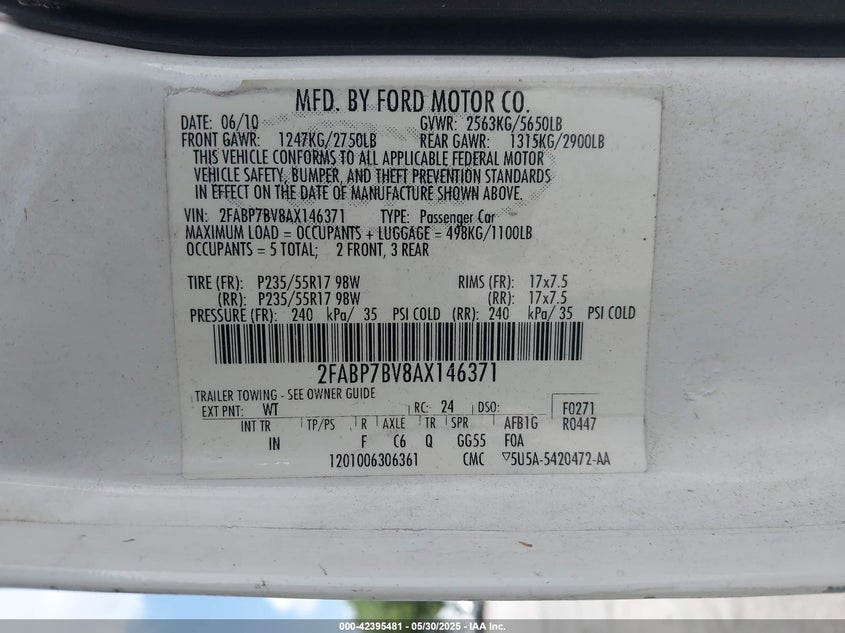 MFD. BY FORD MOTOR CO.
DATE: 06/10 GVWR: 2563KG/5650LB
FRONT GAWR: 1247KG/2750LB REAR GAWR: 1315KG/2900LB
THIS VEHICLE CONFORMS TO ALL APPLICABLE FEDERAL MOTOR
VEHICLE SAFETY, BUMPER, AND THEFT PREVENTION STANDARDS
IN EFFECT ON THE DATE OF MANUFACTURE SHOWN ABOVE.
VIN: 2FABP7BV8AX146371 TYPE: Passenger Car
MAXIMUM LOAD = OCCUPANTS + LUGGAGE = 498KG/1100LB
OCCUPANTS = 5 TOTAL; 2 FRONT, 3 REAR
TIRE (FR): P235/55R17 98W RIMS (FR): 17x7.5
(RR): P235/55R17 98W (RR): 17x7.5
PRESSURE (FR): 240 kPa/ 35 PSI COLD (RR): 240 kPa/ 35 PSI COLD
2FABP7BV8AX146371
TRAILER TOWING - SEE OWNER GUIDE
EXT PNT: WT RC: 24 DSO: F0271
INT TR TP/PS R AXLE TR SPR AFB1G R0447
IN F C6 Q GG55 F0A
1201006306361 CMC ▽5U5A-5420472-AA
000-42395481 - 05/30/2025 - IAA, Inc.